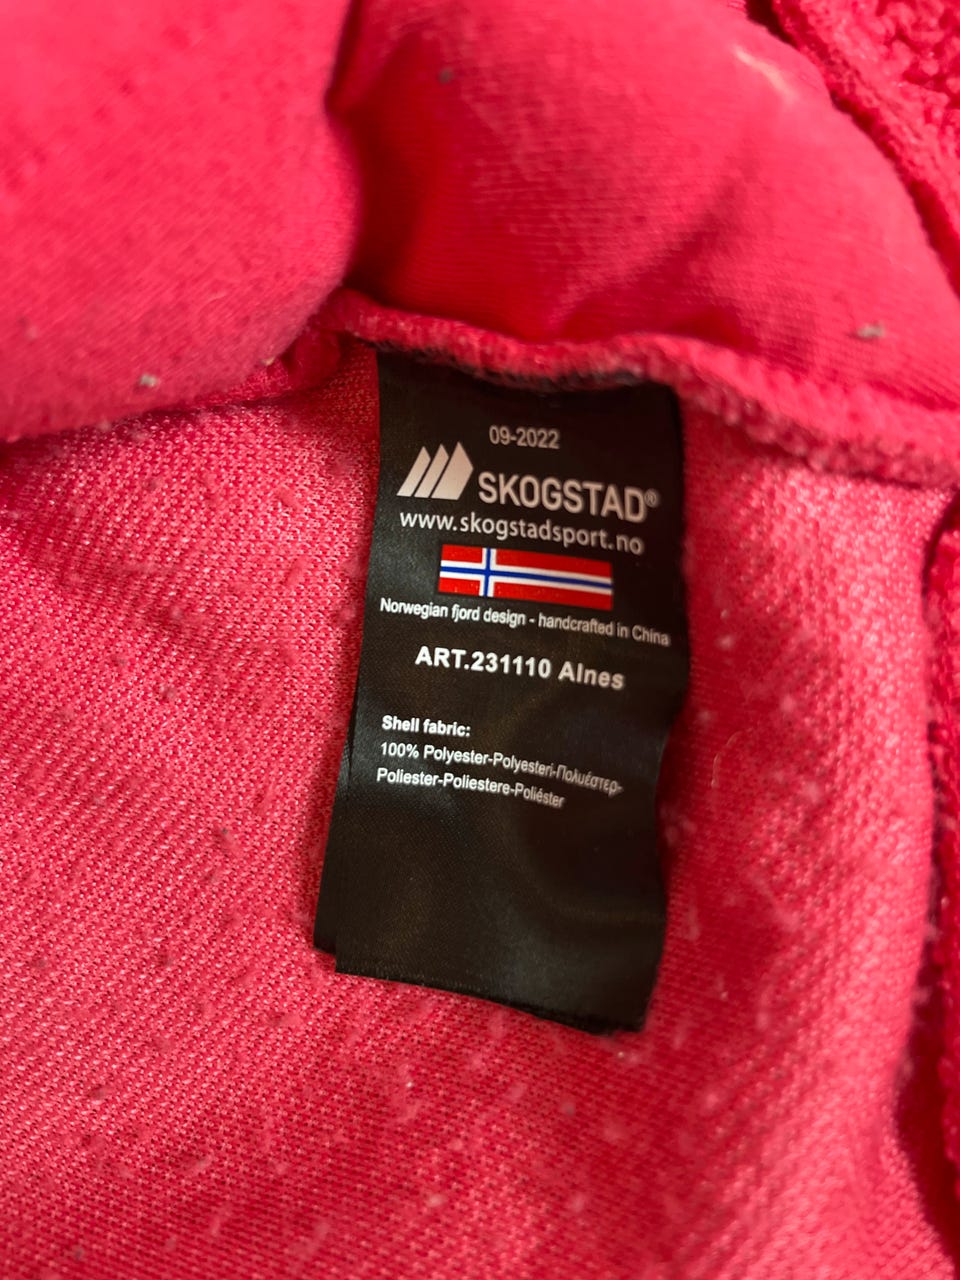 09-2022
SKOGSTAD®
www.skogstadsport.no
Norwegian fjord design - handcrafted in China
ART.231110 Alnes
Shell fabric:
100% Polyester-Polyesteri-Πολυέστερ-
Poliester-Poliestere-Poliéster